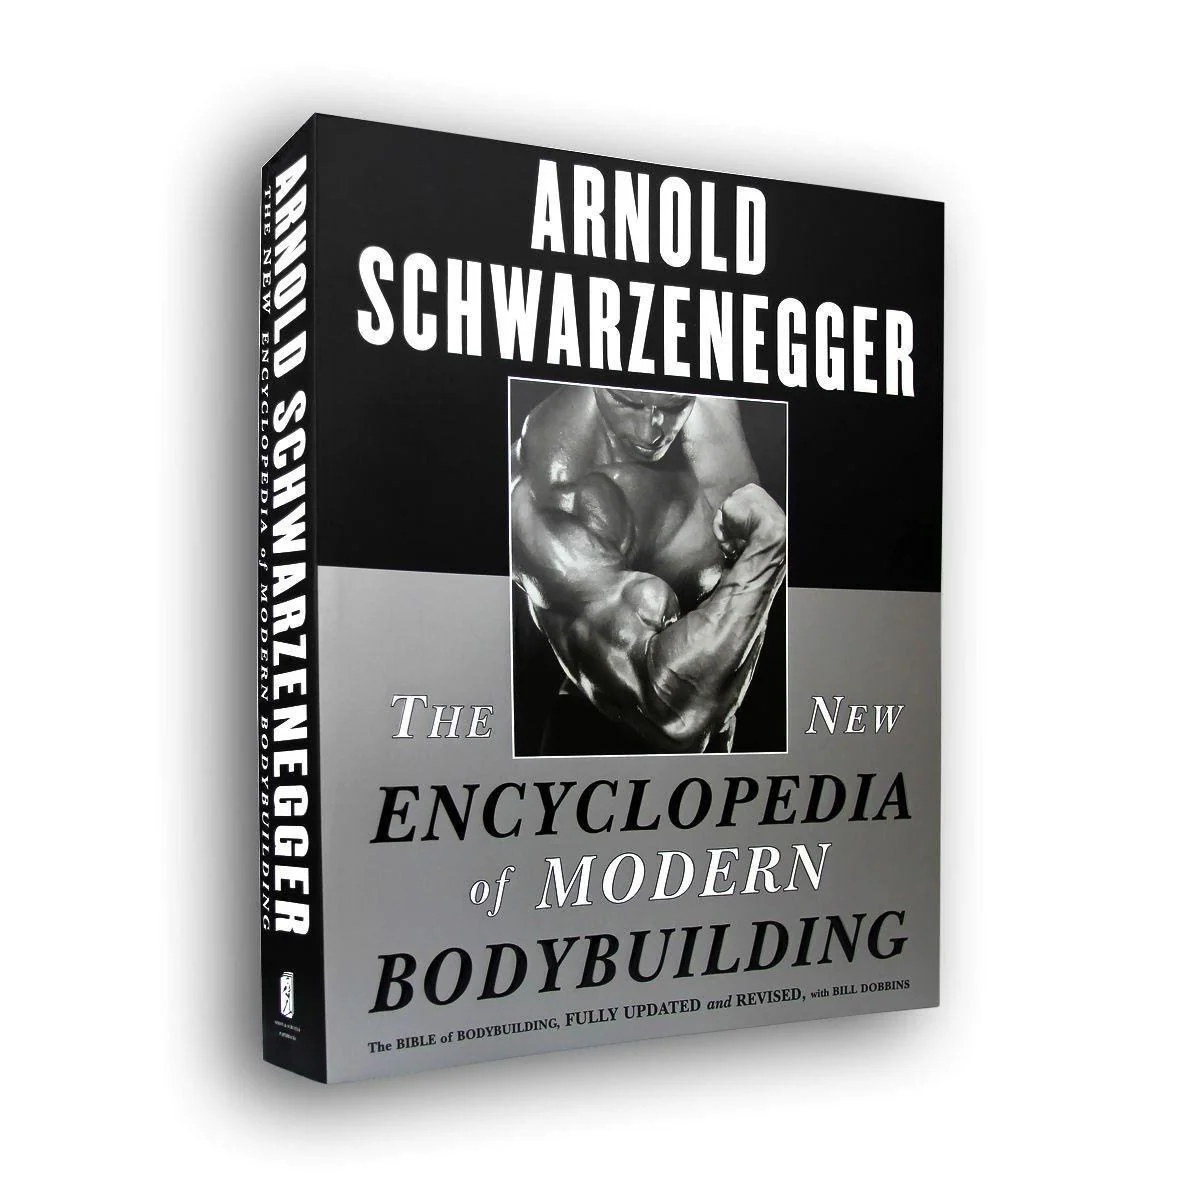 ARNOLD SCHWARZENEGGER
THE NEW ENCYCLOPEDIA of MODERN BODYBUILDING
ARNOLD
SCHWARZENEGGER
THE NEW
ENCYCLOPEDIA
of MODERN
BODYBUILDING
The BIBLE of BODYBUILDING, FULLY UPDATED and REVISED, with BILL DOBBINS